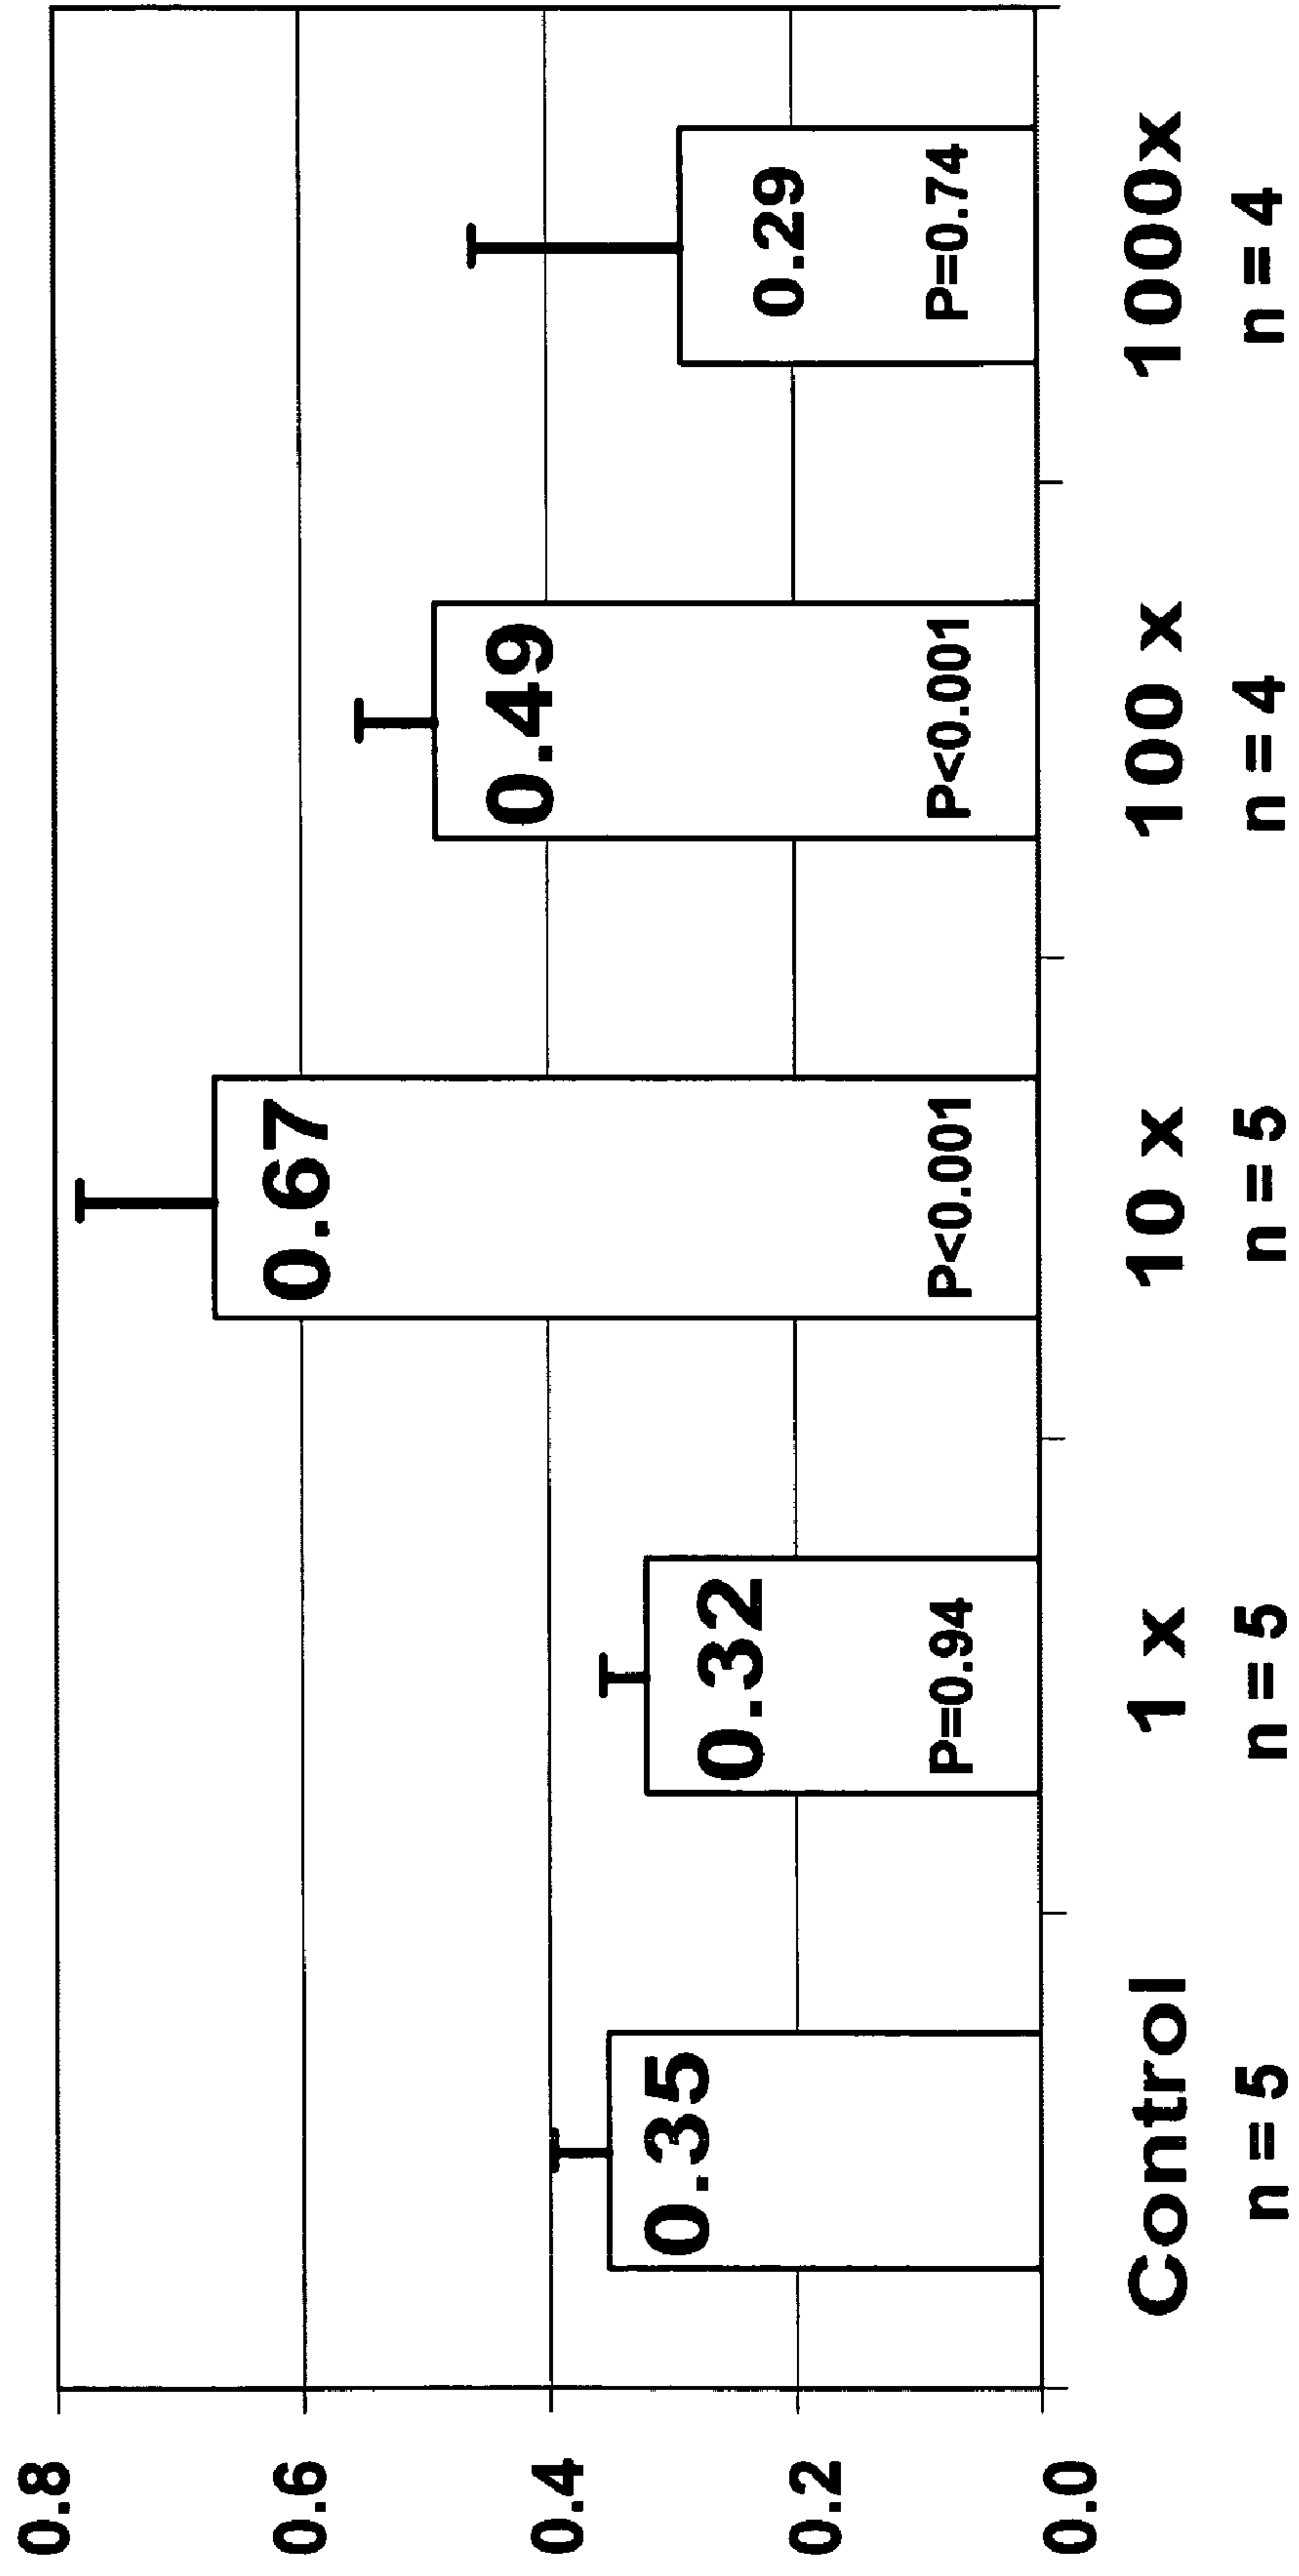 0.8
0.6
0.4
0.2
0.0
0.35
0.32
P=0.94
0.67
P<0.001
0.49
P<0.001
0.29
P=0.74
Control
1 x
10 x
100 x
1000x
n = 5
n = 5
n = 5
n = 4
n = 4